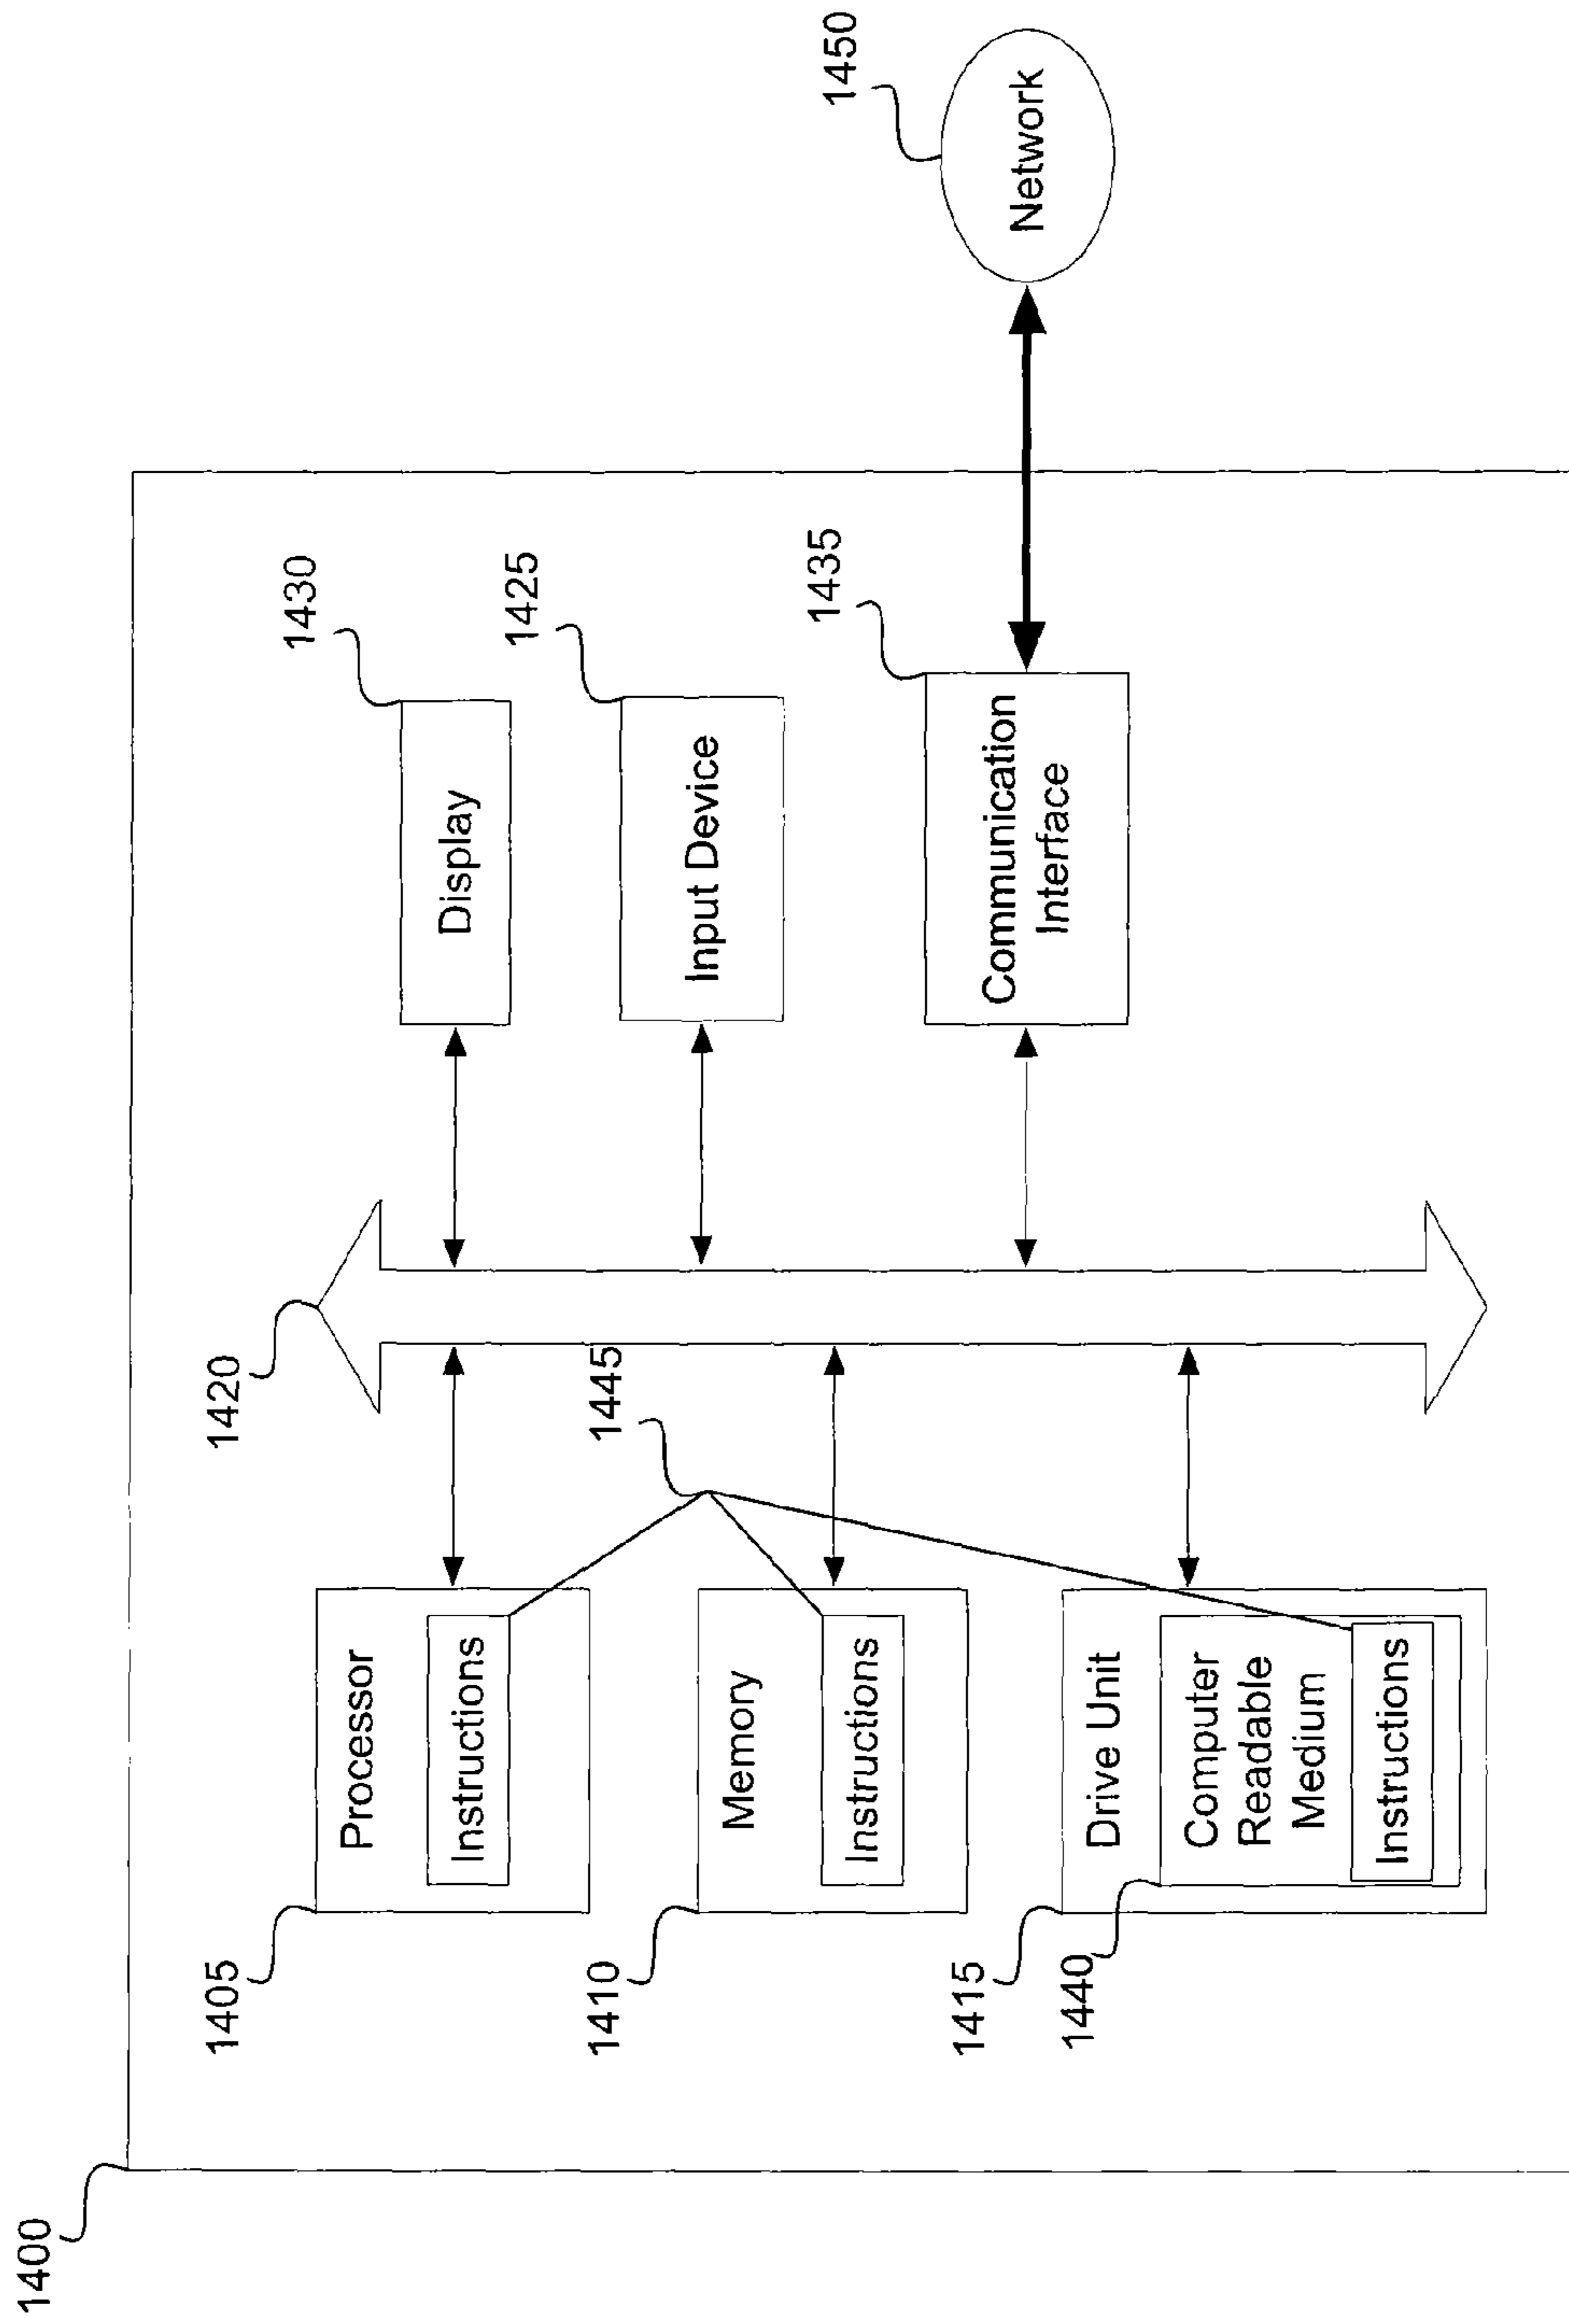 1400
1405
Processor
Instructions
1410
Memory
Instructions
1415
Drive Unit
1440
Computer
Readable
Medium
Instructions
1420
1445
1430
Display
1425
Input Device
1435
Communication
Interface
1450
Network